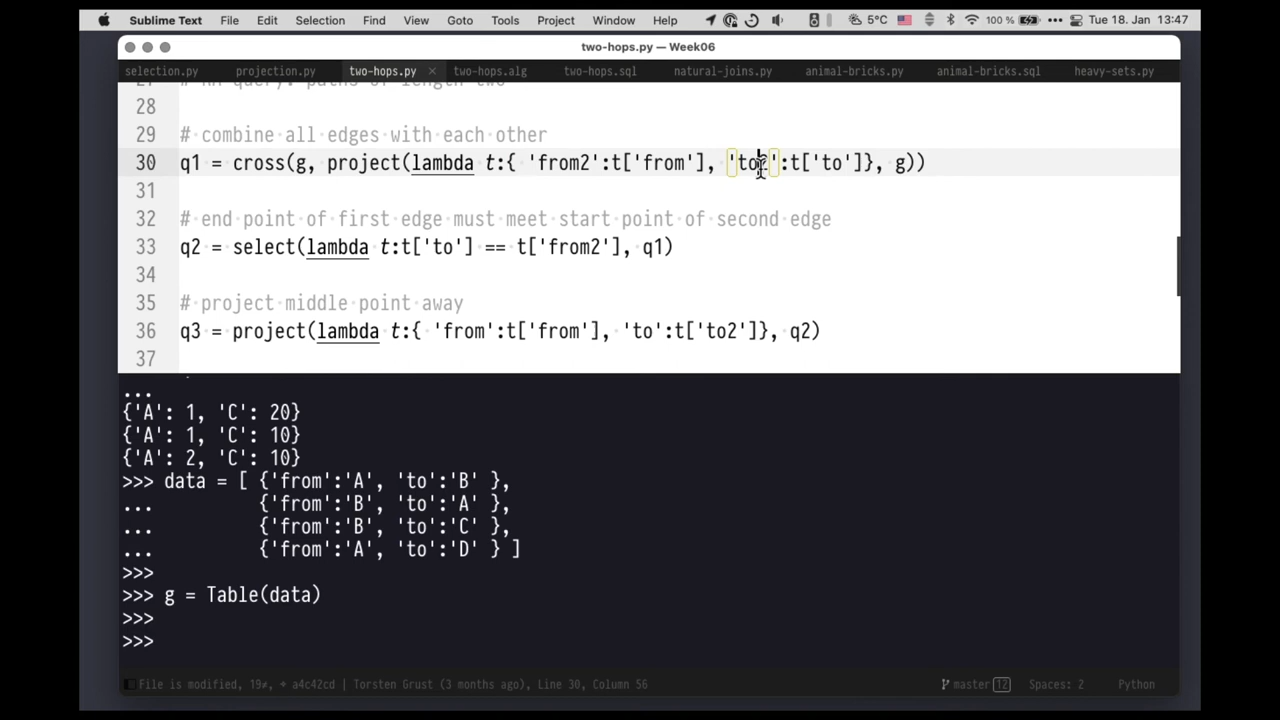 Sublime Text File Edit Selection Find View Goto Tools Project Window Help 5°C 100 % Tue 18. Jan 13:47
two-hops.py — Week06
selection.py projection.py two-hops.py × two-hops.alg two-hops.sql natural-joins.py animal-bricks.py animal-bricks.sql heavy-sets.py
28
29 # combine all edges with each other
30 q1 = cross(g, project(lambda t:{ 'from2':t['from'], 'to2':t['to']}, g))
31
32 # end point of first edge must meet start point of second edge
33 q2 = select(lambda t:t['to'] == t['from2'], q1)
34
35 # project middle point away
36 q3 = project(lambda t:{ 'from':t['from'], 'to':t['to2']}, q2)
37
...
{'A': 1, 'C': 20}
{'A': 1, 'C': 10}
{'A': 2, 'C': 10}
>>> data = [ {'from':'A', 'to':'B' },
... {'from':'B', 'to':'A' },
... {'from':'B', 'to':'C' },
... {'from':'A', 'to':'D' } ]
>>>
>>> g = Table(data)
>>>
>>>
File is modified, 19≠, + a4c42cd | Torsten Grust (3 months ago), Line 30, Column 56 master 12 Spaces: 2 Python